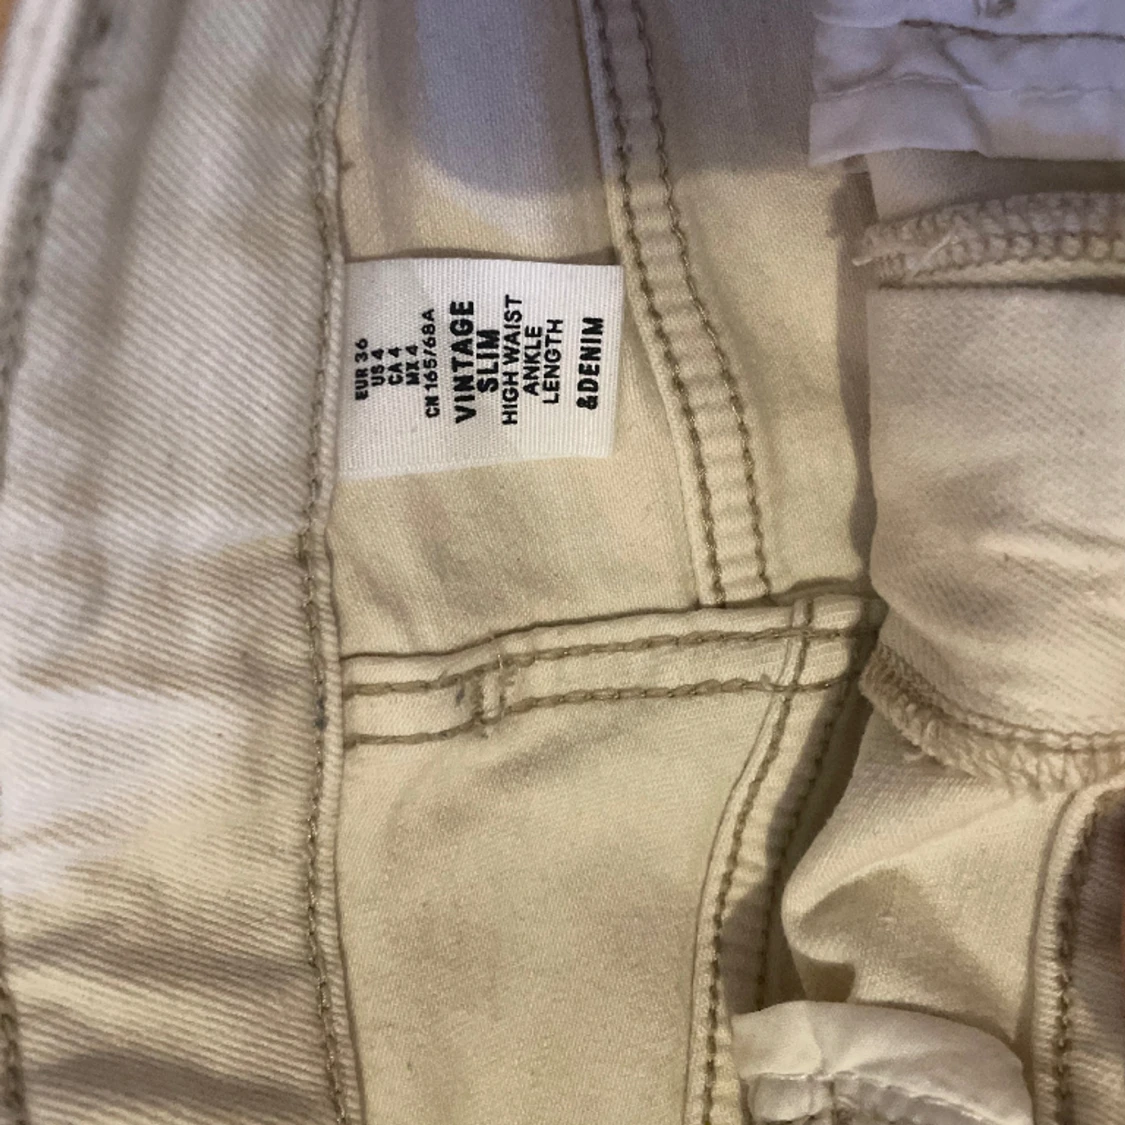 EUR 36
US 4
CA 4
MX 4
CN 165/68A
VINTAGE
SLIM
HIGH WAIST
ANKLE
LENGTH
&DENIM